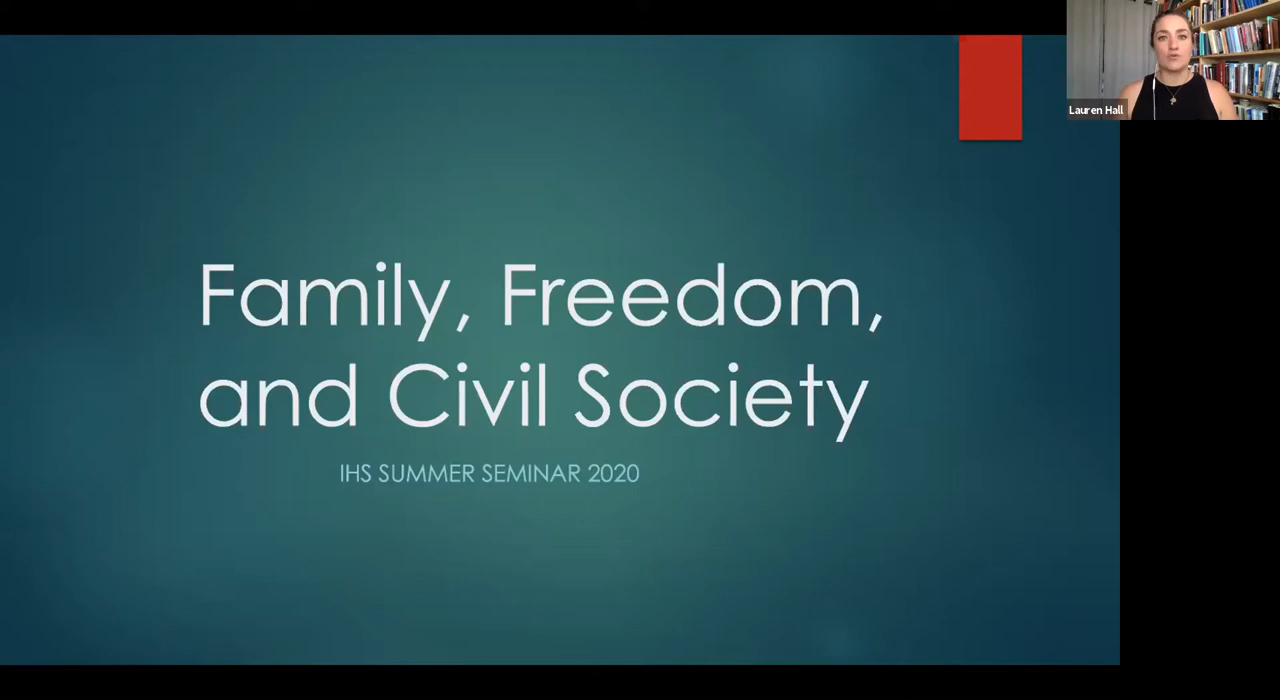 Lauren Hall
Family, Freedom,
and Civil Society
IHS SUMMER SEMINAR 2020